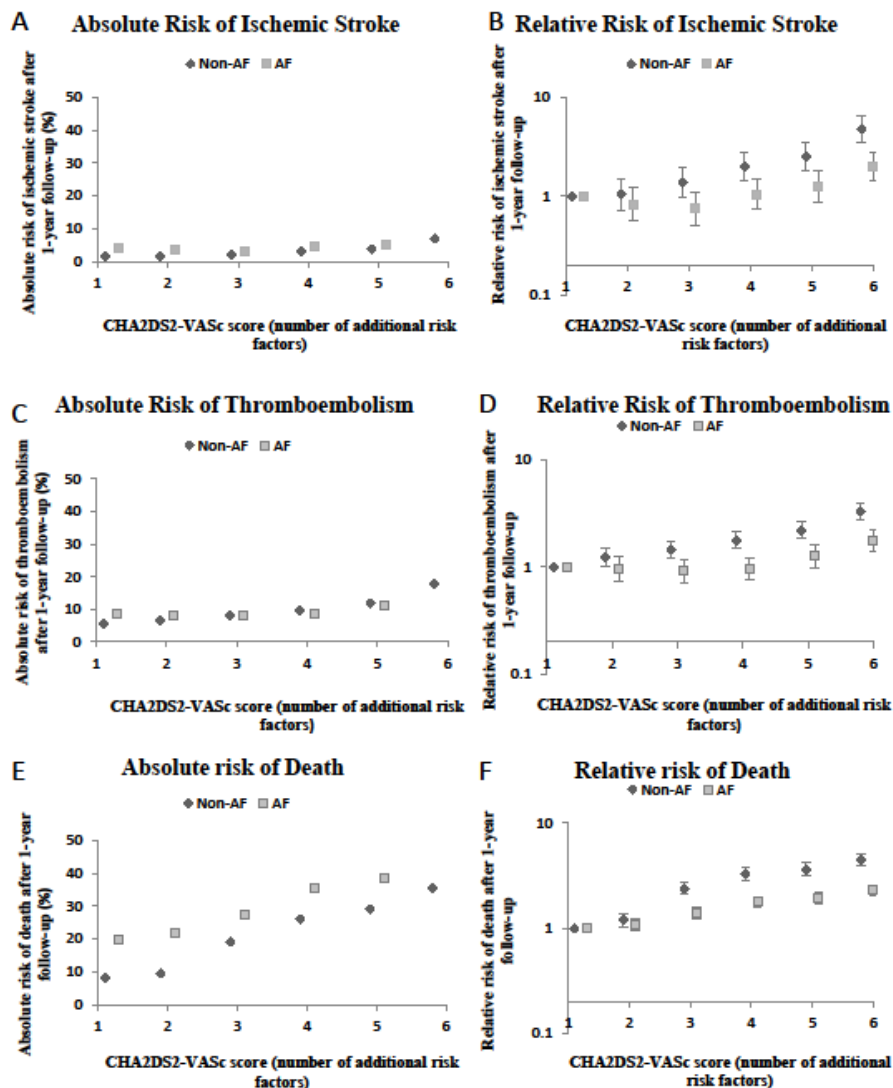 A
Absolute Risk of Ischemic Stroke
Non-AF AF
Absolute risk of ischemic stroke after
1-year follow-up (%)
50
40
30
20
10
0
1 2 3 4 5 6
CHA2DS2-VASc score (number of additional risk
factors)
B
Relative Risk of Ischemic Stroke
Non-AF AF
Relative risk of ischemic stroke after
1-year follow-up
10
1
0.1
1 2 3 4 5 6
CHA2DS2-VASc score (number of additional
risk factors)
C
Absolute Risk of Thromboembolism
Non-AF AF
Absolute risk of thromboembolism
after 1-year follow-up (%)
50
40
30
20
10
0
1 2 3 4 5 6
CHA2DS2-VASc score (number of additional risk
factors)
D
Relative Risk of Thromboembolism
Non-AF AF
Relative risk of thromboembolism after
1-year follow-up
10
1
0.1
1 2 3 4 5 6
CHA2DS2-VASc score (number of additional
risk factors)
E
Absolute risk of Death
Non-AF AF
Absolute risk of death after 1-year
follow-up (%)
50
40
30
20
10
0
1 2 3 4 5 6
CHA2DS2-VASc score (number of additional risk
factors)
F
Relative risk of Death
Non-AF AF
Relative risk of death after 1-year
follow-up
10
1
0.1
1 2 3 4 5 6
CHA2DS2-VASc score (number of additional
risk factors)